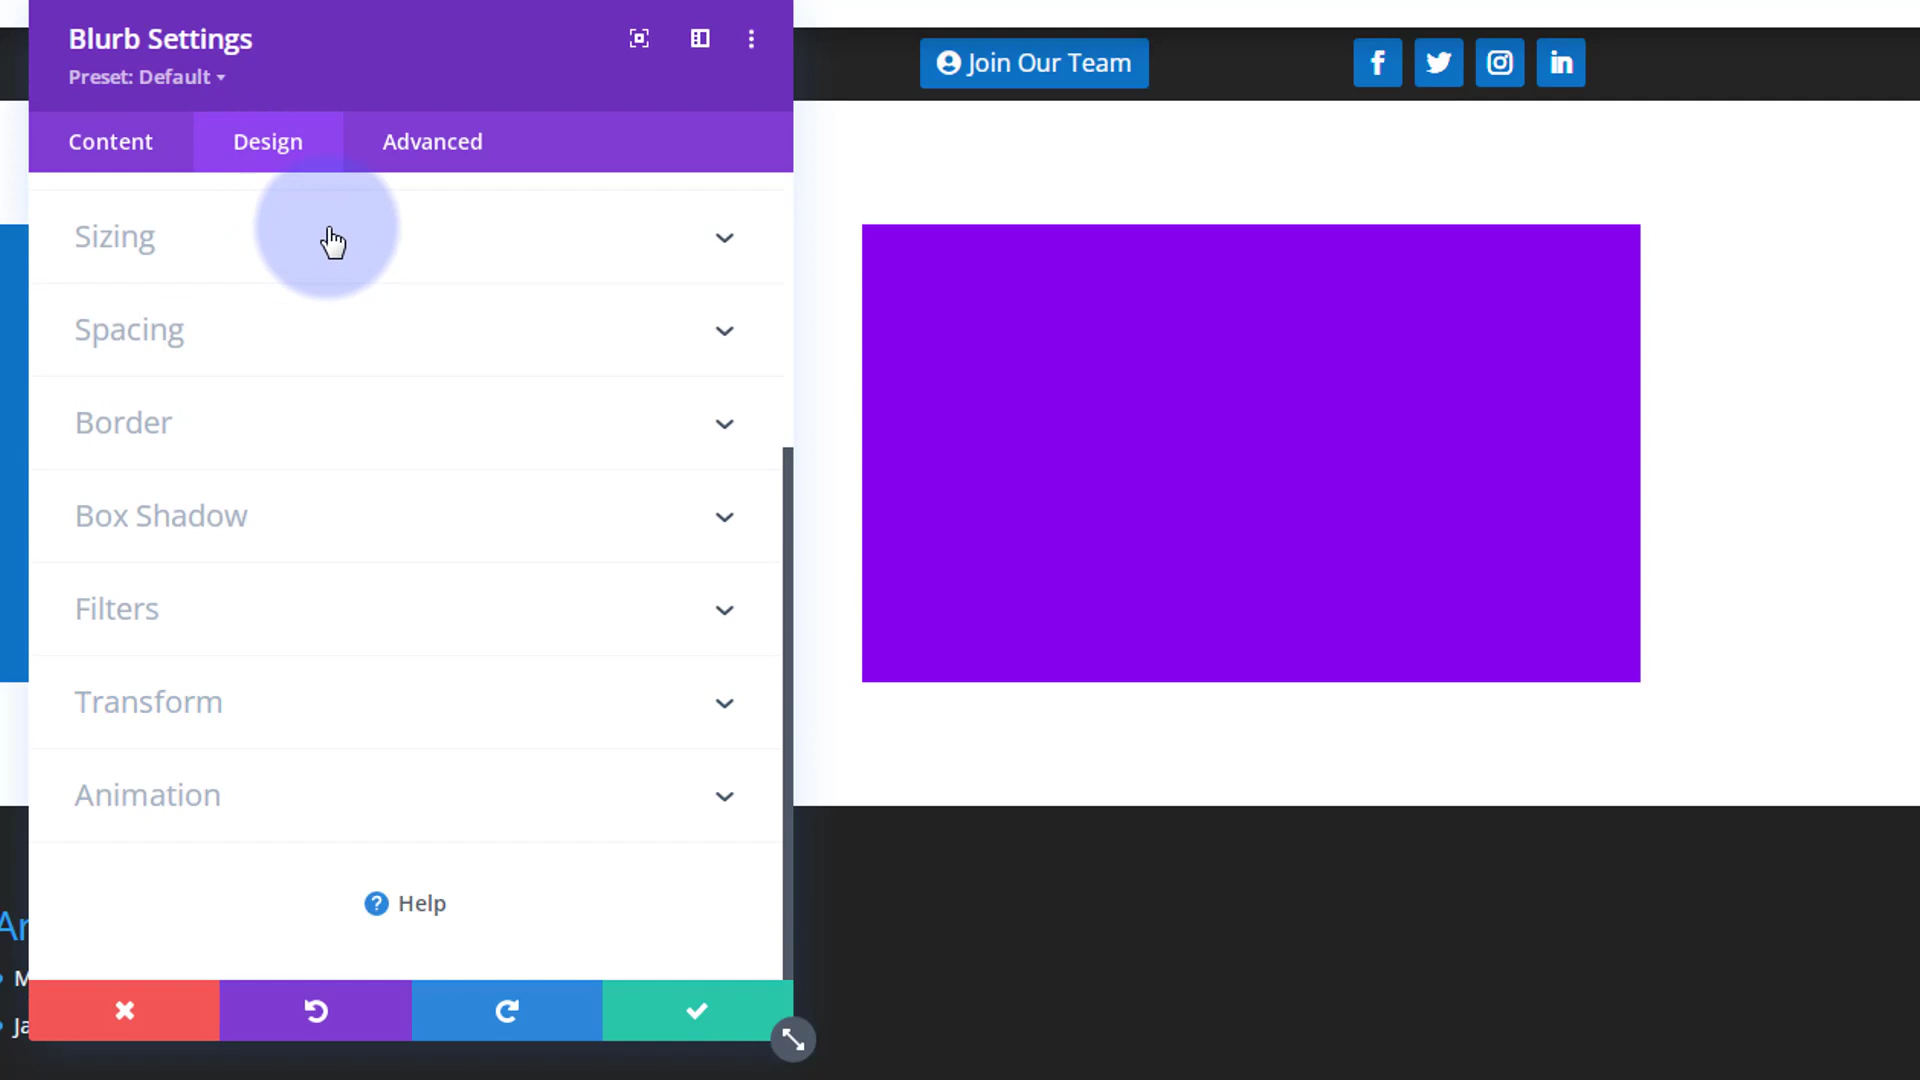 Blurb Settings
Preset: Default
Content
Design
Advanced
Sizing
Spacing
Border
Box Shadow
Filters
Transform
Animation
Help
Join Our Team